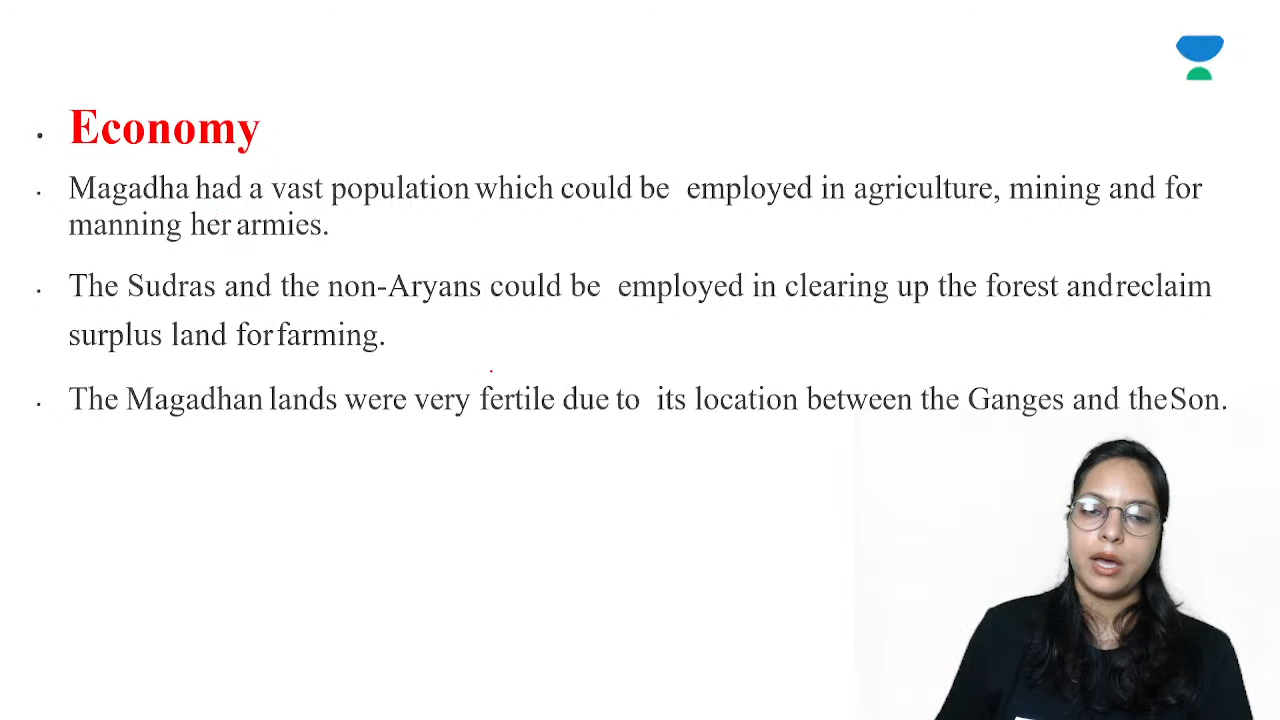 Economy
Magadha had a vast population which could be employed in agriculture, mining and for
manning her armies.
The Sudras and the non-Aryans could be employed in clearing up the forest and reclaim
surplus land for farming.
The Magadhan lands were very fertile due to its location between the Ganges and the Son.